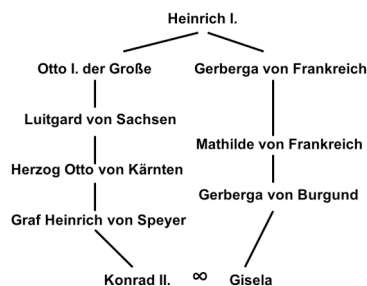 Heinrich I.
Otto I. der Große Gerberga von Frankreich
Luitgard von Sachsen
Mathilde von Frankreich
Herzog Otto von Kärnten
Gerberga von Burgund
Graf Heinrich von Speyer
Konrad II. ∞ Gisela